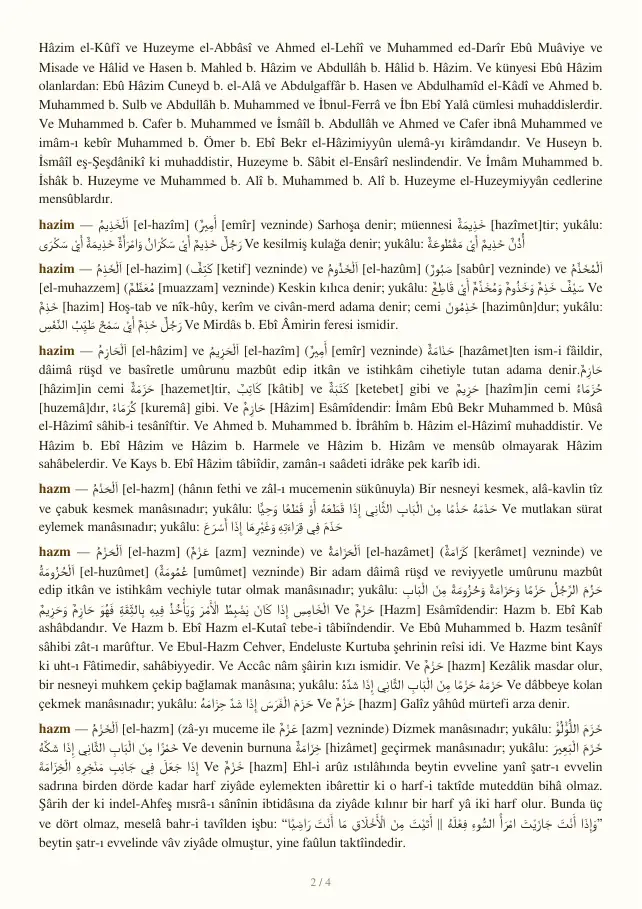 Hâzim el-Kûfî ve Huzeyme el-Abbâsî ve Ahmed el-Lehîî ve Muhammed ed-Darîr Ebû Muâviye ve
Misade ve Hâlid ve Hasen b. Mahled b. Hâzim ve Abdullâh b. Hâlid b. Hâzim. Ve künyesi Ebû Hâzim
olanlardan: Ebû Hâzim Cuneyd b. el-Alâ ve Abdulgaffâr b. Hasen ve Abdulhamîd el-Kâdî ve Ahmed b.
Muhammed b. Sulb ve Abdullâh b. Muhammed ve İbnul-Ferrâ ve İbn Ebî Yalâ cümlesi muhaddislerdir.
Ve Muhammed b. Cafer b. Muhammed ve İsmâîl b. Abdullâh ve Ahmed ve Cafer ibnâ Muhammed ve
imâm-ı kebîr Muhammed b. Ömer b. Ebî Bekr el-Hâzimiyyûn ulemâ-yı kirâmdandır. Ve Huseyn b.
İsmâîl eş-Şeşdânikî ki muhaddistir, Huzeyme b. Sâbit el-Ensârî neslindendir. Ve İmâm Muhammed b.
İshâk b. Huzeyme ve Muhammed b. Alî b. Muhammed b. Alî b. Huzeyme el-Huzeymiyyân cedlerine
mensûblardır.
hazim — اَلْخَذِيمُ [el-hazîm] (أَمِيرٌ [emîr] vezninde) Sarhoşa denir; müennesi خَذِيمَةٌ [hazîmet]tir; yukâlu:
رَجُلٌ خَذِيمٌ أَيْ سَكْرَانُ وَامْرَأَةٌ خَذِيمَةٌ أَيْ سَكْرَى Ve kesilmiş kulağa denir; yukâlu: أُذُنٌ خَذِيمٌ أَيْ مَقْطُوعَةٌ
hazim — اَلْخَذِمُ [el-hazim] (كَتِفٌ [ketif] vezninde) ve اَلْخَذُومُ [el-hazûm] (صَبُورٌ [sabûr] vezninde) ve اَلْمُخَذَّمُ
[el-muhazzem] (مُعَظَّمٌ [muazzam] vezninde) Keskin kılıca denir; yukâlu: سَيْفٌ خَذِمٌ وَخَذُومٌ وَمُخَذَّمٌ أَيْ قَاطِعٌ Ve
خَذِمٌ [hazim] Hoş-tab ve nîk-hûy, kerîm ve civân-merd adama denir; cemi خَذِمُونَ [hazimûn]dur; yukâlu:
رَجُلٌ خَذِمٌ أَيْ سَمْحٌ طَيِّبُ النَّفْسِ Ve Mirdâs b. Ebî Âmirin feresi ismidir.
hazim — اَلْحَازِمُ [el-hâzim] ve اَلْحَزِيمُ [el-hazîm] (أَمِيرٌ [emîr] vezninde) حَذَامَةٌ [hazâmet]ten ism-i fâildir,
dâimâ rüşd ve basîretle umûrunu mazbût edip itkân ve istihkâm cihetiyle tutan adama denir. حَازِمٌ
[hâzim]in cemi حَزَمَةٌ [hazemet]tir, كَاتِبٌ [kâtib] ve كَتَبَةٌ [ketebet] gibi ve حَزِيمٌ [hazîm]in cemi حُزَمَاءُ
[huzemâ]dır, كُرَمَاءُ [kuremâ] gibi. Ve حَازِمٌ [Hâzim] Esâmîdendir: İmâm Ebû Bekr Muhammed b. Mûsâ
el-Hâzimî sâhib-i tesânîftir. Ve Ahmed b. Muhammed b. İbrâhîm b. Hâzim el-Hâzimî muhaddistir. Ve
Hâzim b. Ebî Hâzim ve Hâzim b. Harmele ve Hâzim b. Hizâm ve mensûb olmayarak Hâzim
sahâbelerdir. Ve Kays b. Ebî Hâzim tâbiîdir, zamân-ı saâdeti idrâke pek karîb idi.
hazm — اَلْحَذْمُ [el-hazm] (hânın fethi ve zâl-ı mucemenin sükûnuyla) Bir nesneyi kesmek, alâ-kavlin tîz
ve çabuk kesmek manâsınadır; yukâlu: حَذَمَهُ حَذْمًا مِنَ الْبَابِ الثَّانِي إِذَا قَطَعَهُ أَوْ قَطْعًا وَحِيًّا Ve mutlakan sürat
eylemek manâsınadır; yukâlu: حَذَمَ فِي قِرَاءَتِهِ وَغَيْرِهَا إِذَا أَسْرَعَ
hazm — اَلْحَزْمُ [el-hazm] (عَزْمٌ [azm] vezninde) ve اَلْحَزَامَةُ [el-hazâmet] (كَرَامَةٌ [kerâmet] vezninde) ve
اَلْحُزُومَةُ [el-huzûmet] (عُمُومَةٌ [umûmet] vezninde) Bir adam dâimâ rüşd ve reviyyetle umûrunu mazbût
edip itkân ve istihkâm vechiyle tutar olmak manâsınadır; yukâlu: حَزَمَ الرَّجُلُ حَزْمًا وَحَزَامَةً وَحُزُومَةً مِنَ الْبَابِ
الْخَامِسِ إِذَا كَانَ يَضْبِطُ الْأَمْرَ وَيَأْخُذُ فِيهِ بِالثِّقَةِ فَهُوَ حَازِمٌ وَحَزِيمٌ Ve حَزْمٌ [Hazm] Esâmîdendir: Hazm b. Ebî Kab
ashâbdandır. Ve Hazm b. Ebî Hazm el-Kutaî tebe-i tâbiîndendir. Ve Ebû Muhammed b. Hazm tesânîf
sâhibi zât-ı marûftur. Ve Ebul-Hazm Cehver, Endeluste Kurtuba şehrinin reîsi idi. Ve Hazme bint Kays
ki uht-ı Fâtimedir, sahâbiyyedir. Ve Accâc nâm şâirin kızı ismidir. Ve حَزْمٌ [hazm] Kezâlik masdar olur,
bir nesneyi muhkem çekip bağlamak manâsına; yukâlu: حَزَمَهُ حَزْمًا مِنَ الْبَابِ الثَّانِي إِذَا شَدَّهُ Ve dâbbeye kolan
çekmek manâsınadır; yukâlu: حَزَمَ الْفَرَسَ إِذَا شَدَّ حِزَامَهُ Ve حَزْمٌ [hazm] Galîz yâhûd mürtefi arza denir.
hazm — اَلْخَزْمُ [el-hazm] (zâ-yı muceme ile عَزْمٌ [azm] vezninde) Dizmek manâsınadır; yukâlu: خَزَمَ اللُّؤْلُؤَ
خَمْزًا مِنَ الْبَابِ الثَّانِي إِذَا شَكَّهُ Ve devenin burnuna خِزَامَةٌ [hizâmet] geçirmek manâsınadır; yukâlu: خَزَمَ الْبَعِيرَ
إِذَا جَعَلَ فِي جَانِبِ مَنْخِرِهِ الْخِزَامَةَ Ve خَزْمٌ [hazm] Ehl-i arûz ıstılâhında beytin evveline yanî şatr-ı evvelin
sadrına birden dörde kadar harf ziyâde eylemekten ibârettir ki o harf-i taktîde muteddün bihâ olmaz.
Şârih der ki indel-Ahfeş mısrâ-ı sânînin ibtidâsına da ziyâde kılınır bir harf yâ iki harf olur. Bunda üç
ve dört olmaz, meselâ bahr-i tavîlden işbu: “وَإِذَا أَنْتَ جَازَيْتَ امْرَأَ السُّوءِ فِعْلَهُ || أَتَيْتَ مِنَ الْأَخْلَاقِ مَا أَنْتَ رَاضِيًا”
beytin şatr-ı evvelinde vâv ziyâde olmuştur, yine faûlun taktîindedir.
2 / 4